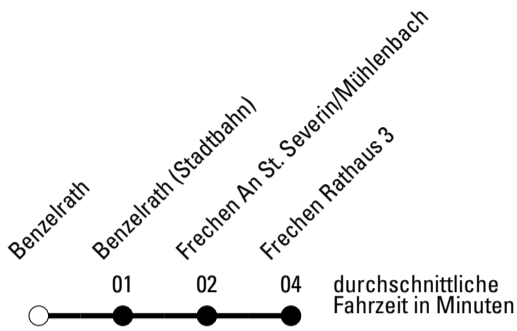 Benzelrath
Benzelrath (Stadtbahn)
Frechen An St. Severin/Mühlenbach
Frechen Rathaus 3
01 02 04 durchschnittliche
Fahrzeit in Minuten